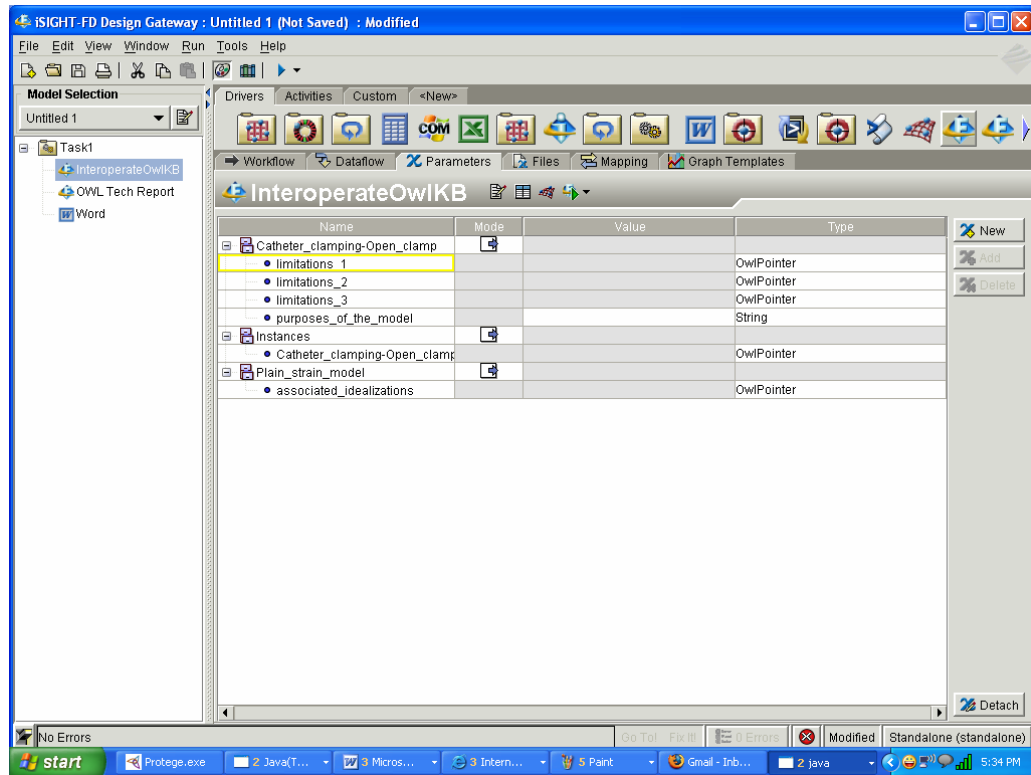 iSIGHT-FD Design Gateway : Untitled 1 (Not Saved) : Modified
File Edit View Window Run Tools Help
Model Selection
Untitled 1
Task1
InteroperateOwlKB
OWL Tech Report
Word
Drivers Activities Custom <New>
COM
Workflow Dataflow Parameters Files Mapping Graph Templates
InteroperateOwlKB
Name Mode Value Type
Catheter_clamping-Open_clamp
limitations_1 OwlPointer
limitations_2 OwlPointer
limitations_3 OwlPointer
purposes_of_the_model String
Instances
Catheter_clamping-Open_clamp OwlPointer
Plain_strain_model
associated_idealizations OwlPointer
New
Add
Delete
Detach
No Errors Go To! Fix It! 0 Errors Modified Standalone (standalone)
start Protege.exe 2 Java(T... 3 Micros... 3 Intern... 5 Paint Gmail - Inb... 2 java 5:34 PM